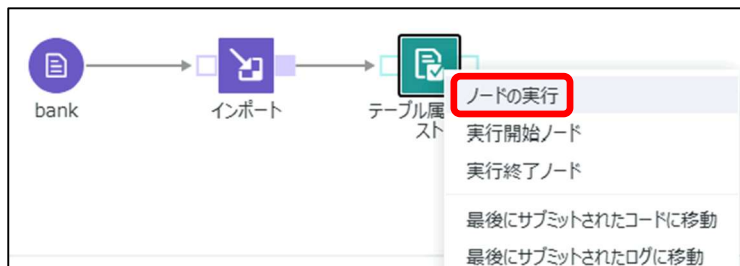 bank
インポート
テーブル属
スト
ノードの実行
実行開始ノード
実行終了ノード
最後にサブミットされたコードに移動
最後にサブミットされたログに移動